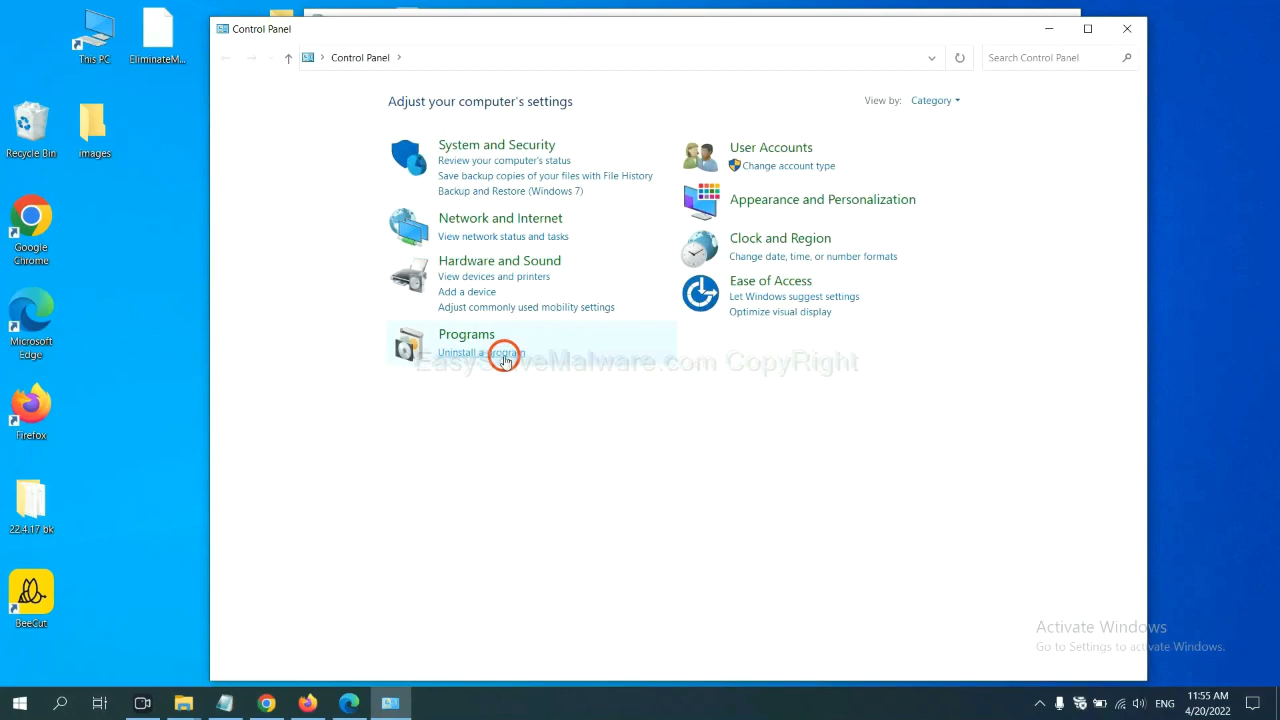 This PC
EliminateM...
Recycle Bin
images
Google
Chrome
Microsoft
Edge
Firefox
22.4.17 bk
BeeCut
Control Panel
Control Panel
Search Control Panel
Adjust your computer's settings
View by: Category
System and Security
Review your computer's status
Save backup copies of your files with File History
Backup and Restore (Windows 7)
Network and Internet
View network status and tasks
Hardware and Sound
View devices and printers
Add a device
Adjust commonly used mobility settings
Programs
Uninstall a program
User Accounts
Change account type
Appearance and Personalization
Clock and Region
Change date, time, or number formats
Ease of Access
Let Windows suggest settings
Optimize visual display
EasySolveMalware.com CopyRight
Activate Windows
Go to Settings to activate Windows.
ENG
11:55 AM
4/20/2022